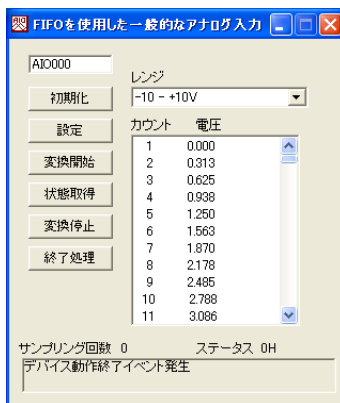 FIFOを使用した一般的なアナログ入力
AIO000
レンジ
初期化
-10 - +10V
設定
カウント 電圧
変換開始
状態取得
変換停止
終了処理
1 0.000
2 0.313
3 0.625
4 0.938
5 1.250
6 1.563
7 1.870
8 2.178
9 2.485
10 2.788
11 3.086
サンプリング回数 0 ステータス 0H
デバイス動作終了イベント発生